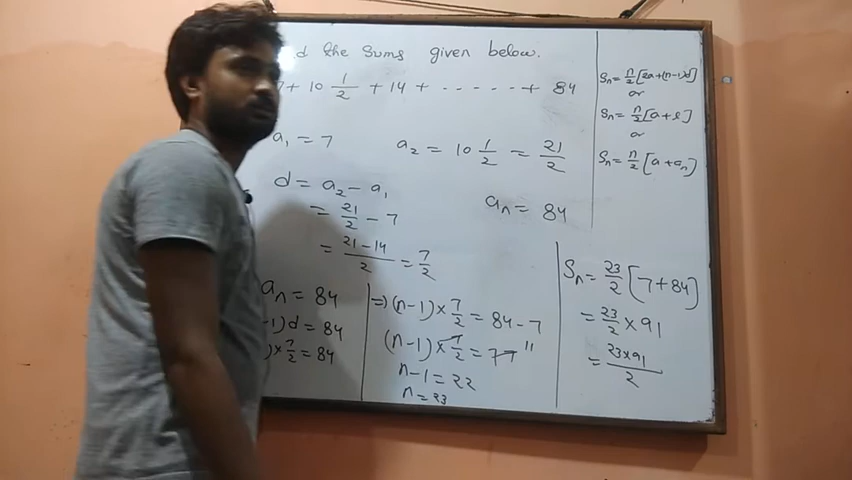 d the sums given below.
7 + 10 1/2 + 14 + ...... + 84
a₁ = 7
a₂ = 10 1/2 = 21/2
d = a₂ - a₁
= 21/2 - 7
= 21-14/2 = 7/2
aₙ = 84
aₙ = 84
-1)d = 84
) × 7/2 = 84
=> (n-1) × 7/2 = 84 - 7
(n-1) × 7/2 = 77 11
n-1 = 22
n = 23
Sₙ = n/2 [2a+(n-1)d]
or
Sₙ = n/2 [a + l]
or
Sₙ = n/2 [a + aₙ]
Sₙ = 23/2 [7+84]
= 23/2 × 91
= 23×91/2